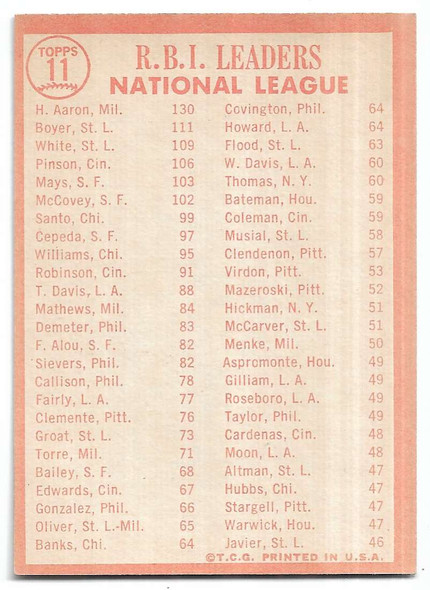 TOPPS
11
R.B.I. LEADERS
NATIONAL LEAGUE
H. Aaron, Mil. 130
Boyer, St. L. 111
White, St. L. 109
Pinson, Cin. 106
Mays, S. F. 103
McCovey, S. F. 102
Santo, Chi. 99
Cepeda, S. F. 97
Williams, Chi. 95
Robinson, Cin. 91
T. Davis, L. A. 88
Mathews, Mil. 84
Demeter, Phil. 83
F. Alou, S. F. 82
Sievers, Phil. 82
Callison, Phil. 78
Fairly, L. A. 77
Clemente, Pitt. 76
Groat, St. L. 73
Torre, Mil. 71
Bailey, S. F. 68
Edwards, Cin. 67
Gonzalez, Phil. 66
Oliver, St. L.-Mil. 65
Banks, Chi. 64
Covington, Phil. 64
Howard, L. A. 64
Flood, St. L. 63
W. Davis, L. A. 60
Thomas, N. Y. 60
Bateman, Hou. 59
Coleman, Cin. 59
Musial, St. L. 58
Clendenon, Pitt. 57
Virdon, Pitt. 53
Mazeroski, Pitt. 52
Hickman, N. Y. 51
McCarver, St. L. 51
Menke, Mil. 50
Aspromonte, Hou. 49
Gilliam, L. A. 49
Roseboro, L. A. 49
Taylor, Phil. 49
Cardenas, Cin. 48
Moon, L. A. 48
Altman, St. L. 47
Hubbs, Chi. 47
Stargell, Pitt. 47
Warwick, Hou. 47
Javier, St. L. 46
©T.C.G. PRINTED IN U.S.A.